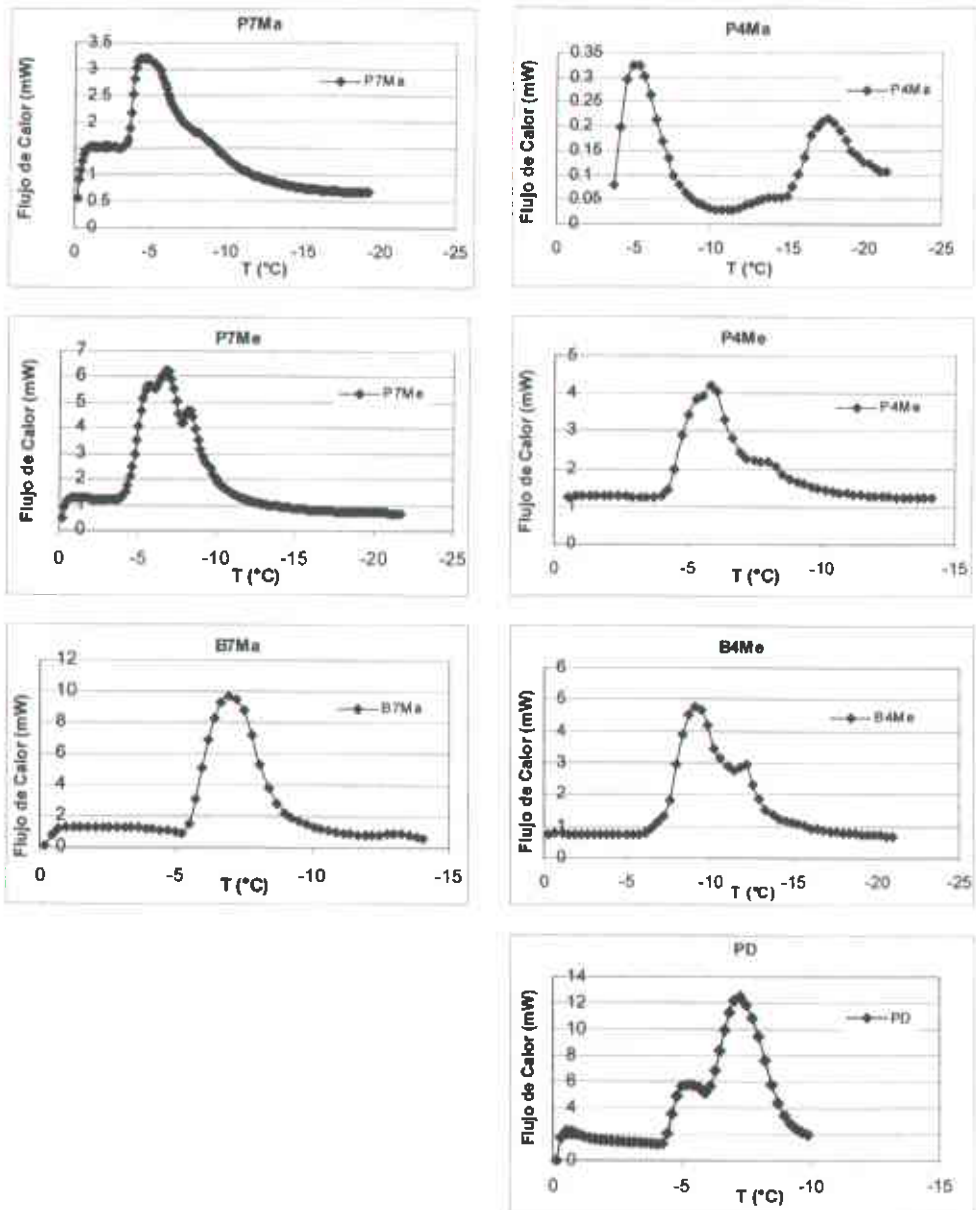 P7Ma
Flujo de Calor (mW)
3.5
3
2.5
2
1.5
1
0.5
0
P7Ma
0 -5 -10 -15 -20 -25
T (°C)
P4Ma
Flujo de Calor (mW)
0.35
0.3
0.25
0.2
0.15
0.1
0.05
0
P4Ma
0 -5 -10 -15 -20 -25
T (°C)
P7Me
Flujo de Calor (mW)
7
6
5
4
3
2
1
0
P7Me
0 -5 -10 -15 -20 -25
T (°C)
P4Me
Flujo de Calor (mW)
5
4
3
2
1
0
P4Me
0 -5 -10 -15
T (°C)
B7Ma
Flujo de Calor (mW)
12
10
8
6
4
2
0
B7Ma
0 -5 -10 -15
T (°C)
B4Me
Flujo de Calor (mW)
6
5
4
3
2
1
0
B4Me
0 -5 -10 -15 -20 -25
T (°C)
PD
Flujo de Calor (mW)
14
12
10
8
6
4
2
0
PD
0 -5 -10 -15
T (°C)